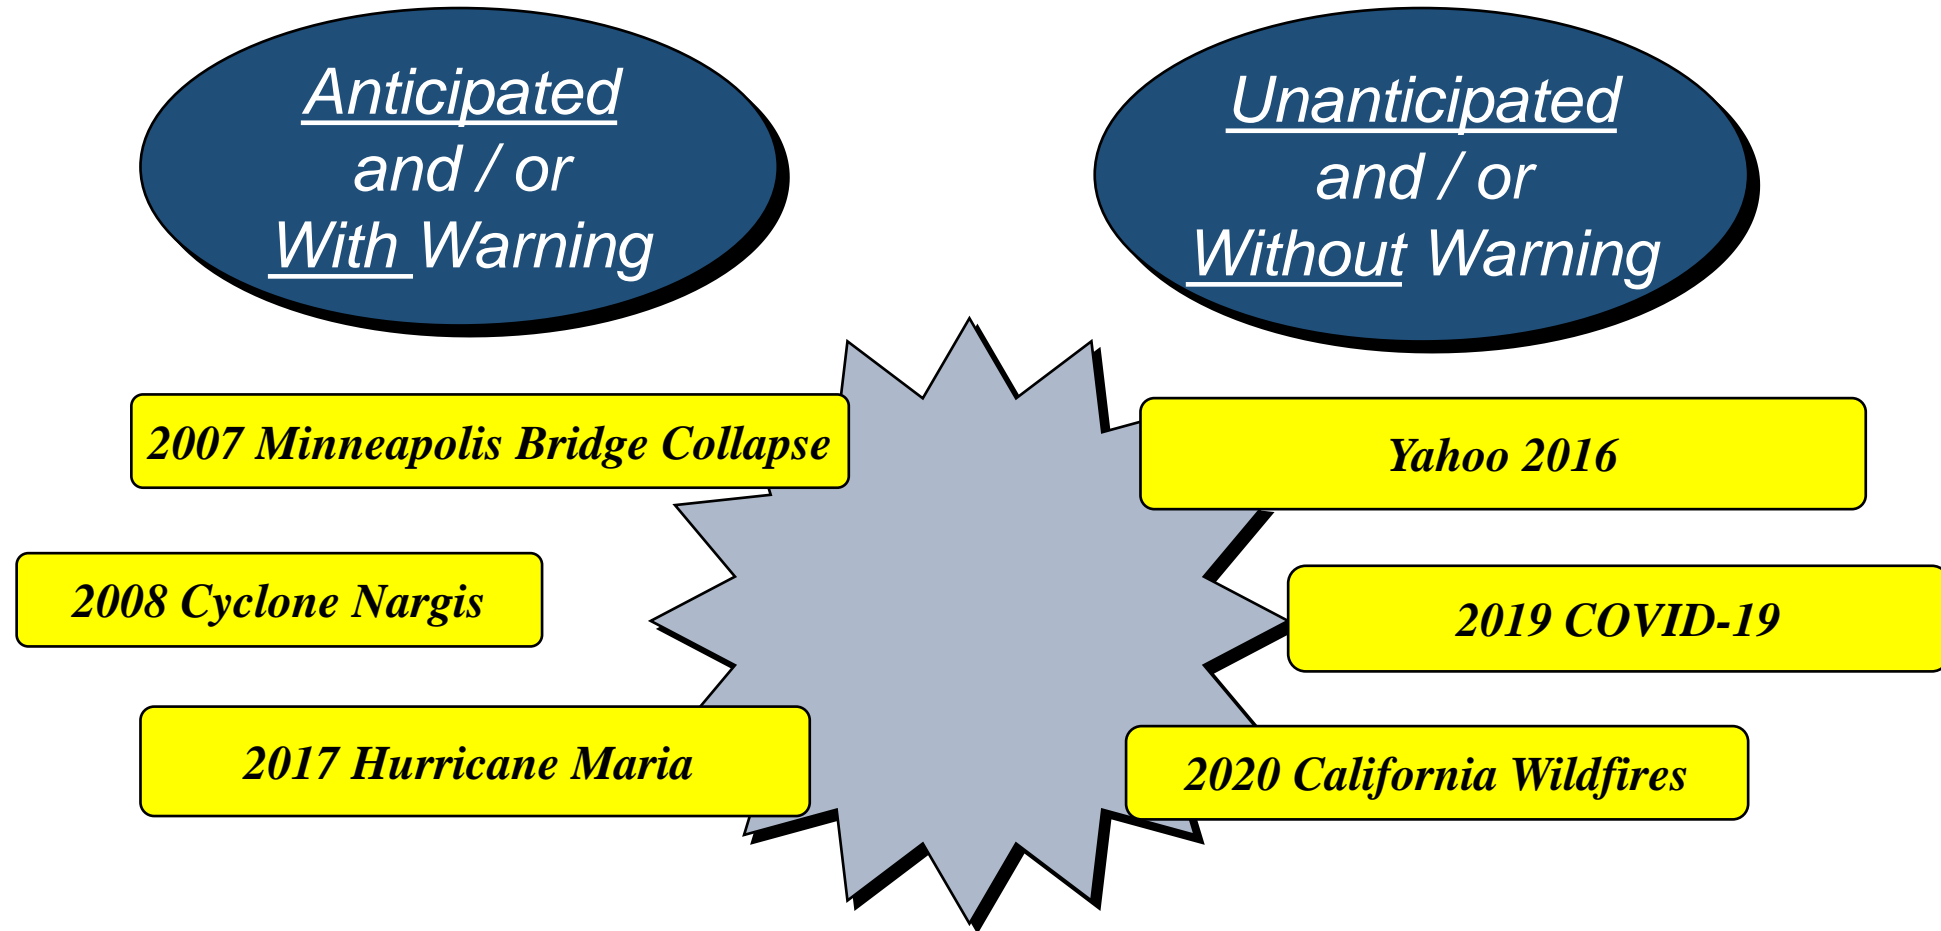 Anticipated
and / or
With Warning
Unanticipated
and / or
Without Warning
2007 Minneapolis Bridge Collapse
Yahoo 2016
2008 Cyclone Nargis
2019 COVID-19
2017 Hurricane Maria
2020 California Wildfires